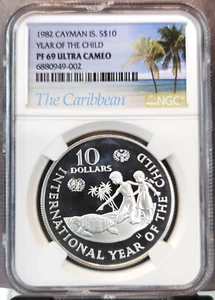 1982 CAYMAN IS. S$10
YEAR OF THE CHILD
PF 69 ULTRA CAMEO
6880949-002
The Caribbean
NGC
10
DOLLARS
INTERNATIONAL YEAR OF THE CHILD